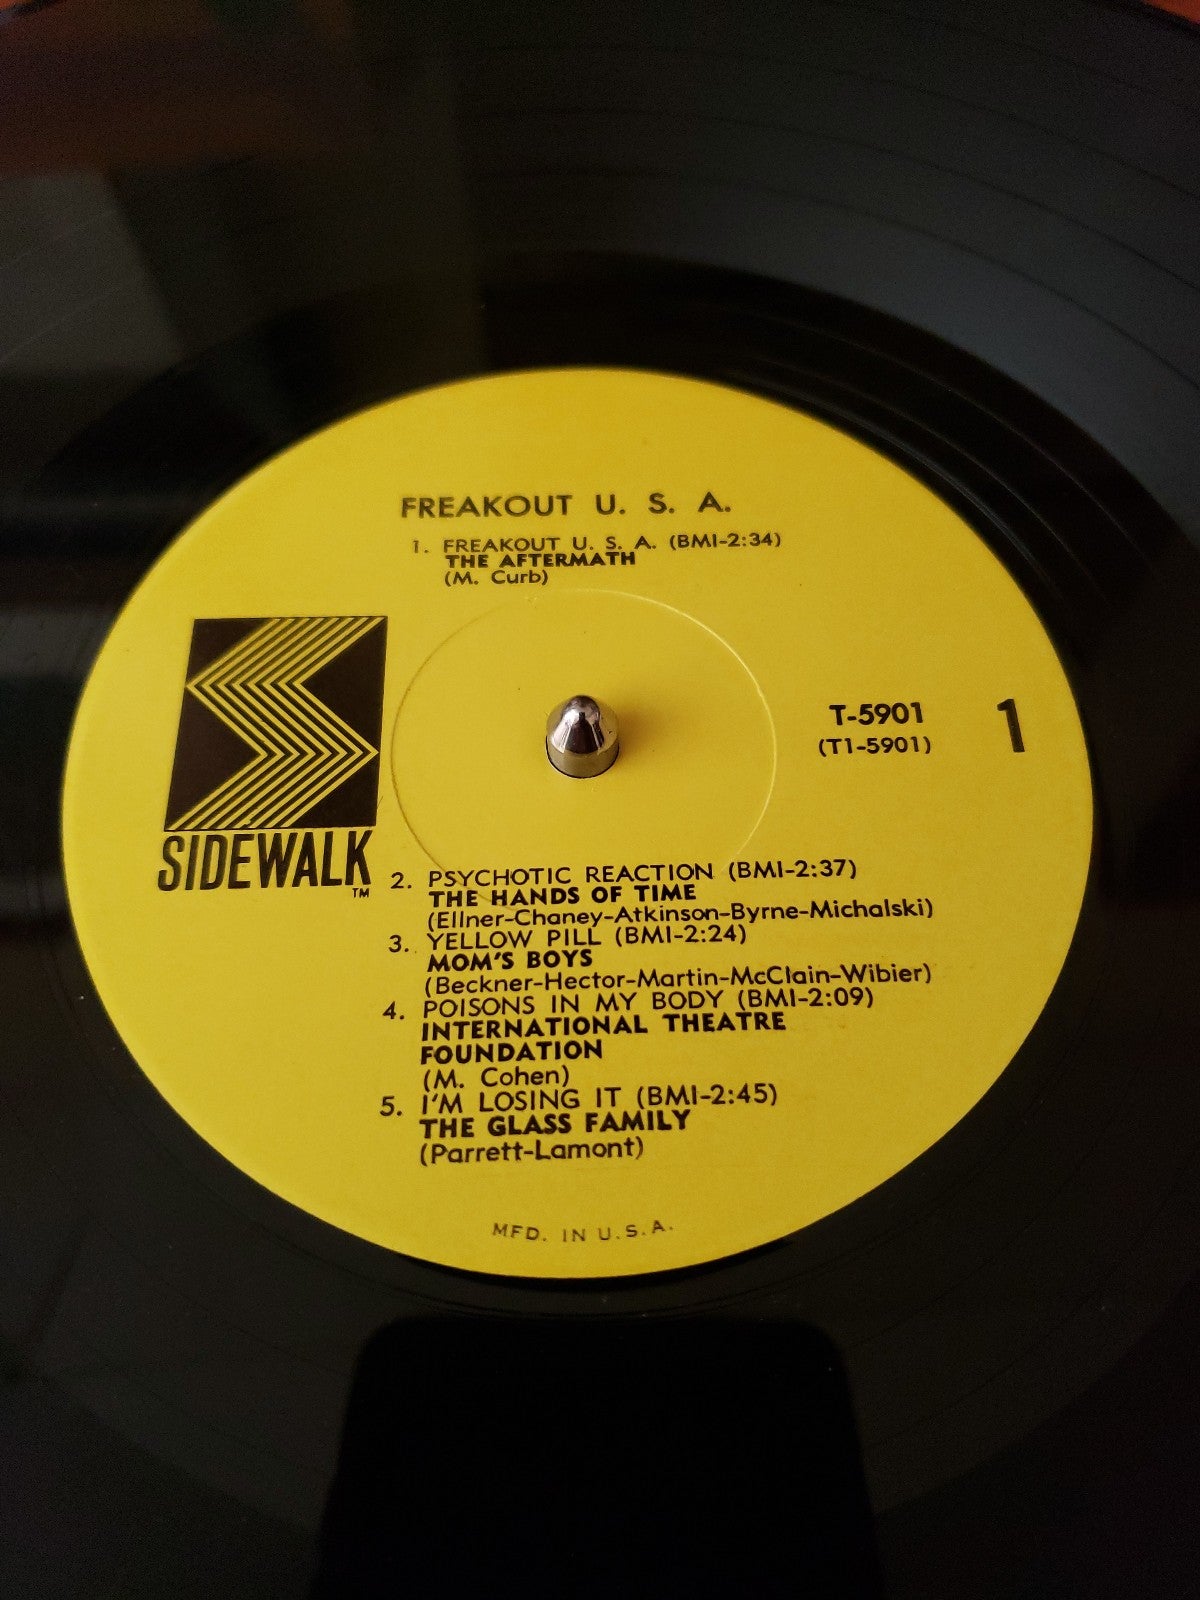 FREAKOUT U. S. A.
1. FREAKOUT U. S. A. (BMI-2:34)
THE AFTERMATH
(M. Curb)
SIDEWALK
TM
T-5901
(T1-5901)
1
2. PSYCHOTIC REACTION (BMI-2:37)
THE HANDS OF TIME
(Ellner-Chaney-Atkinson-Byrne-Michalski)
3. YELLOW PILL (BMI-2:24)
MOM'S BOYS
(Beckner-Hector-Martin-McClain-Wibier)
4. POISONS IN MY BODY (BMI-2:09)
INTERNATIONAL THEATRE
FOUNDATION
(M. Cohen)
5. I'M LOSING IT (BMI-2:45)
THE GLASS FAMILY
(Parrett-Lamont)
MFD. IN U.S.A.